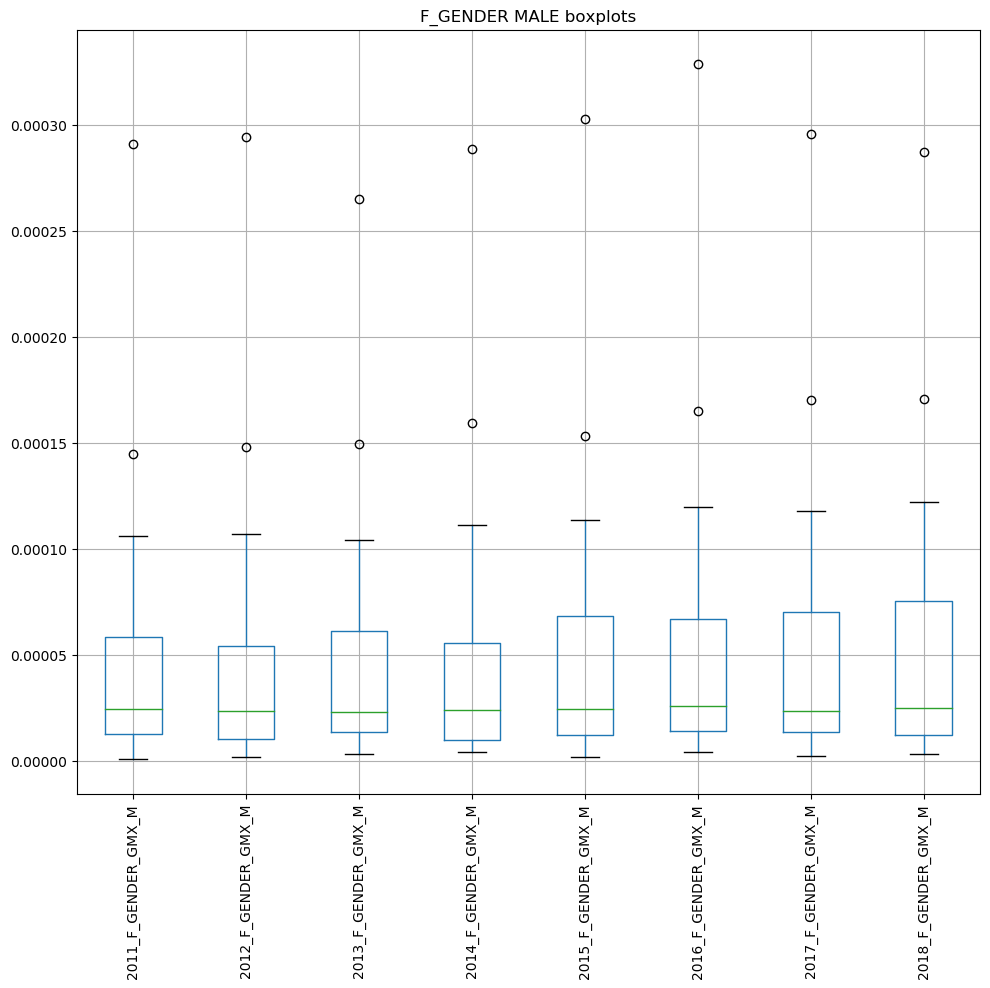 F_GENDER MALE boxplots
0.00030
0.00025
0.00020
0.00015
0.00010
0.00005
0.00000
2011_F_GENDER_GMX_M
2012_F_GENDER_GMX_M
2013_F_GENDER_GMX_M
2014_F_GENDER_GMX_M
2015_F_GENDER_GMX_M
2016_F_GENDER_GMX_M
2017_F_GENDER_GMX_M
2018_F_GENDER_GMX_M